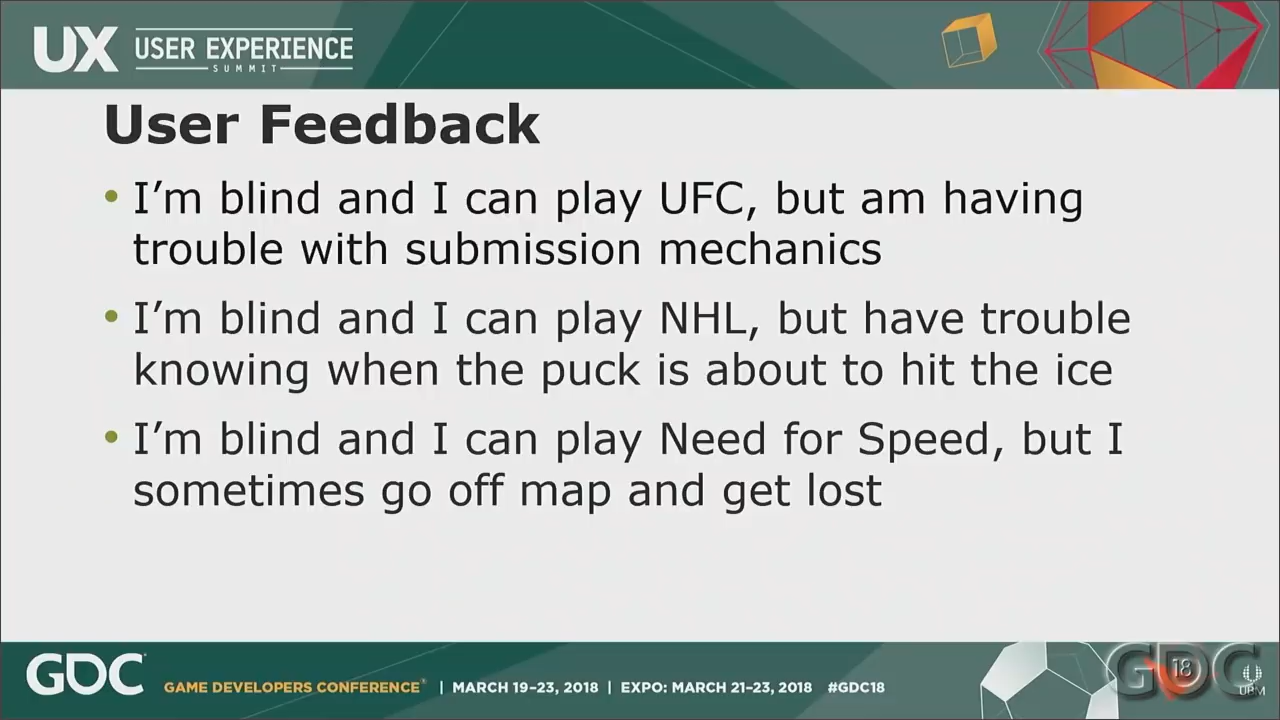 UX USER EXPERIENCE
SUMMIT
User Feedback
• I’m blind and I can play UFC, but am having
trouble with submission mechanics
• I’m blind and I can play NHL, but have trouble
knowing when the puck is about to hit the ice
• I’m blind and I can play Need for Speed, but I
sometimes go off map and get lost
GDC GAME DEVELOPERS CONFERENCE® | MARCH 19–23, 2018 | EXPO: MARCH 21–23, 2018 #GDC18
GDC 18
UBM